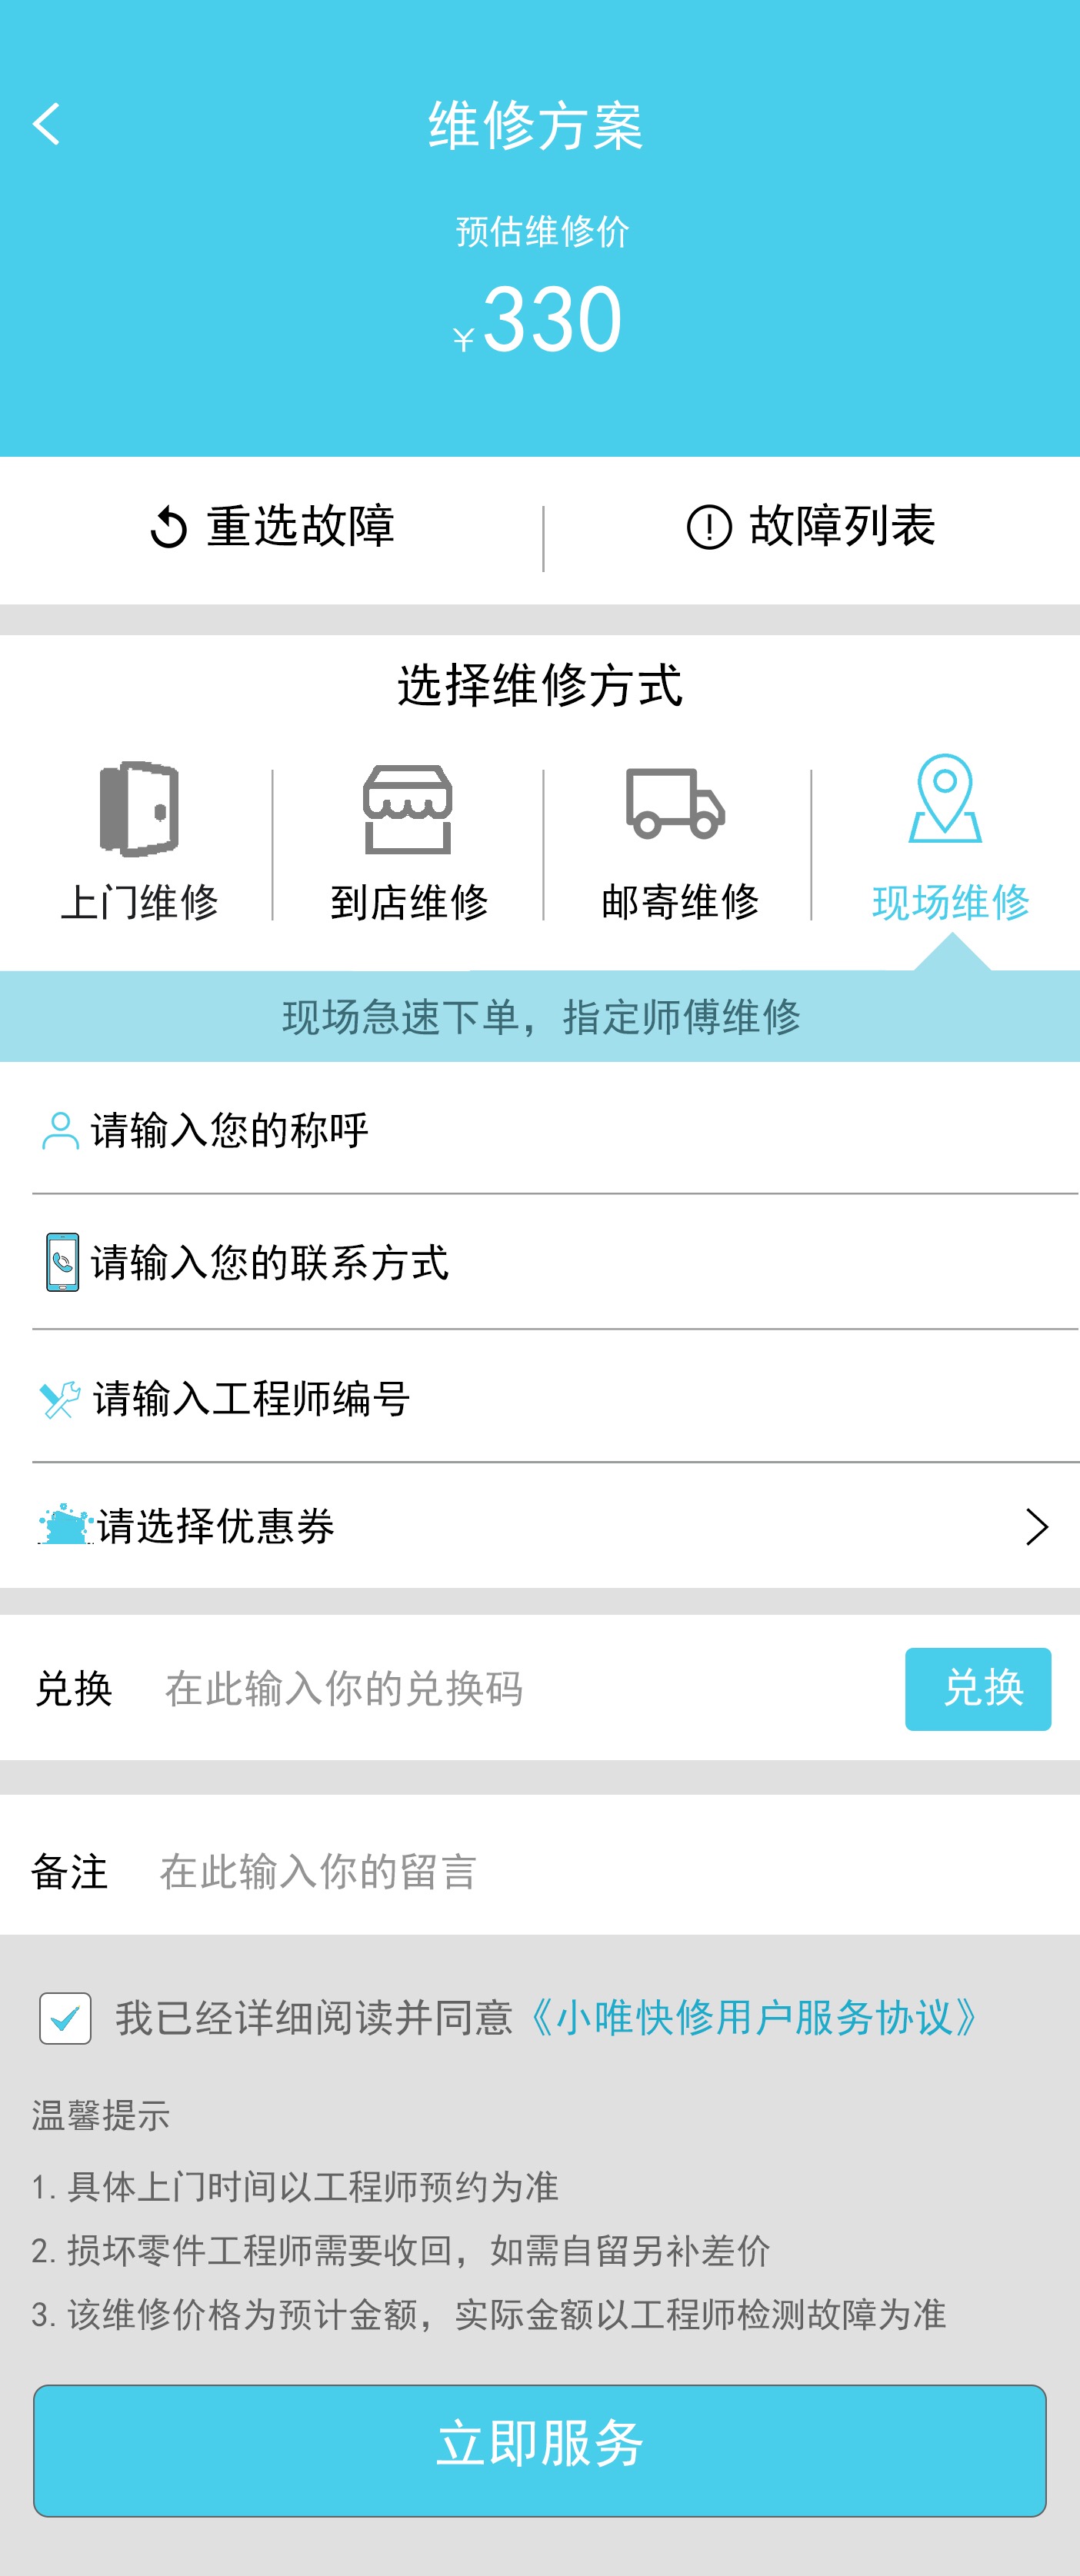 维修方案
预估维修价
¥330
重选故障
故障列表
选择维修方式
上门维修
到店维修
邮寄维修
现场维修
现场急速下单，指定师傅维修
请输入您的称呼
请输入您的联系方式
请输入工程师编号
请选择优惠券
兑换 在此输入你的兑换码 兑换
备注 在此输入你的留言
我已经详细阅读并同意《小唯快修用户服务协议》
温馨提示
1.具体上门时间以工程师预约为准
2.损坏零件工程师需要收回，如需自留另补差价
3.该维修价格为预计金额，实际金额以工程师检测故障为准
立即服务